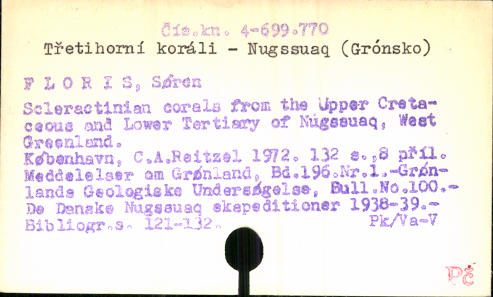 Čís.kn. 4-699.770
Třetihorní koráli - Nugssuaq (Grónsko)
F L O R I S, Søren
Scleractinian corals from the Upper Creta-
ceous and Lower Tertiary of Nugssuaq, West
Greenland.
København, C.A.Reitzel 1972. 132 s.,8 příl.
Meddelelser om Grønland, Bd.196.Nr.1.-Grøn-
lands Geologiske Undersøgelse, Bull.No.100.-
De Danske Nugssuaq ekspeditioner 1938-39.-
Bibliogr.s. 121-132. Pk/Va-V
PČ